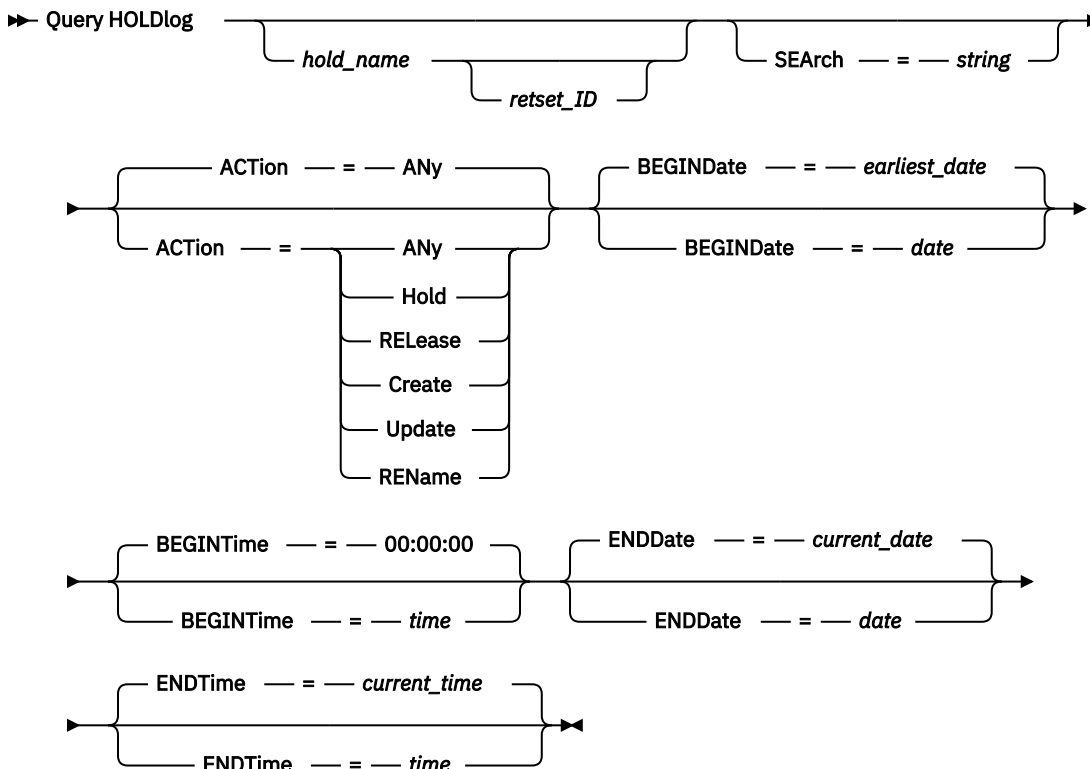 Query HOLDlog
hold_name
retset_ID
SEArch = string
ACTion = ANy
ACTion = ANy
Hold
RELease
Create
Update
REName
BEGINDate = earliest_date
BEGINDate = date
BEGINTime = 00:00:00
BEGINTime = time
ENDDate = current_date
ENDDate = date
ENDTime = current_time
ENDTime = time